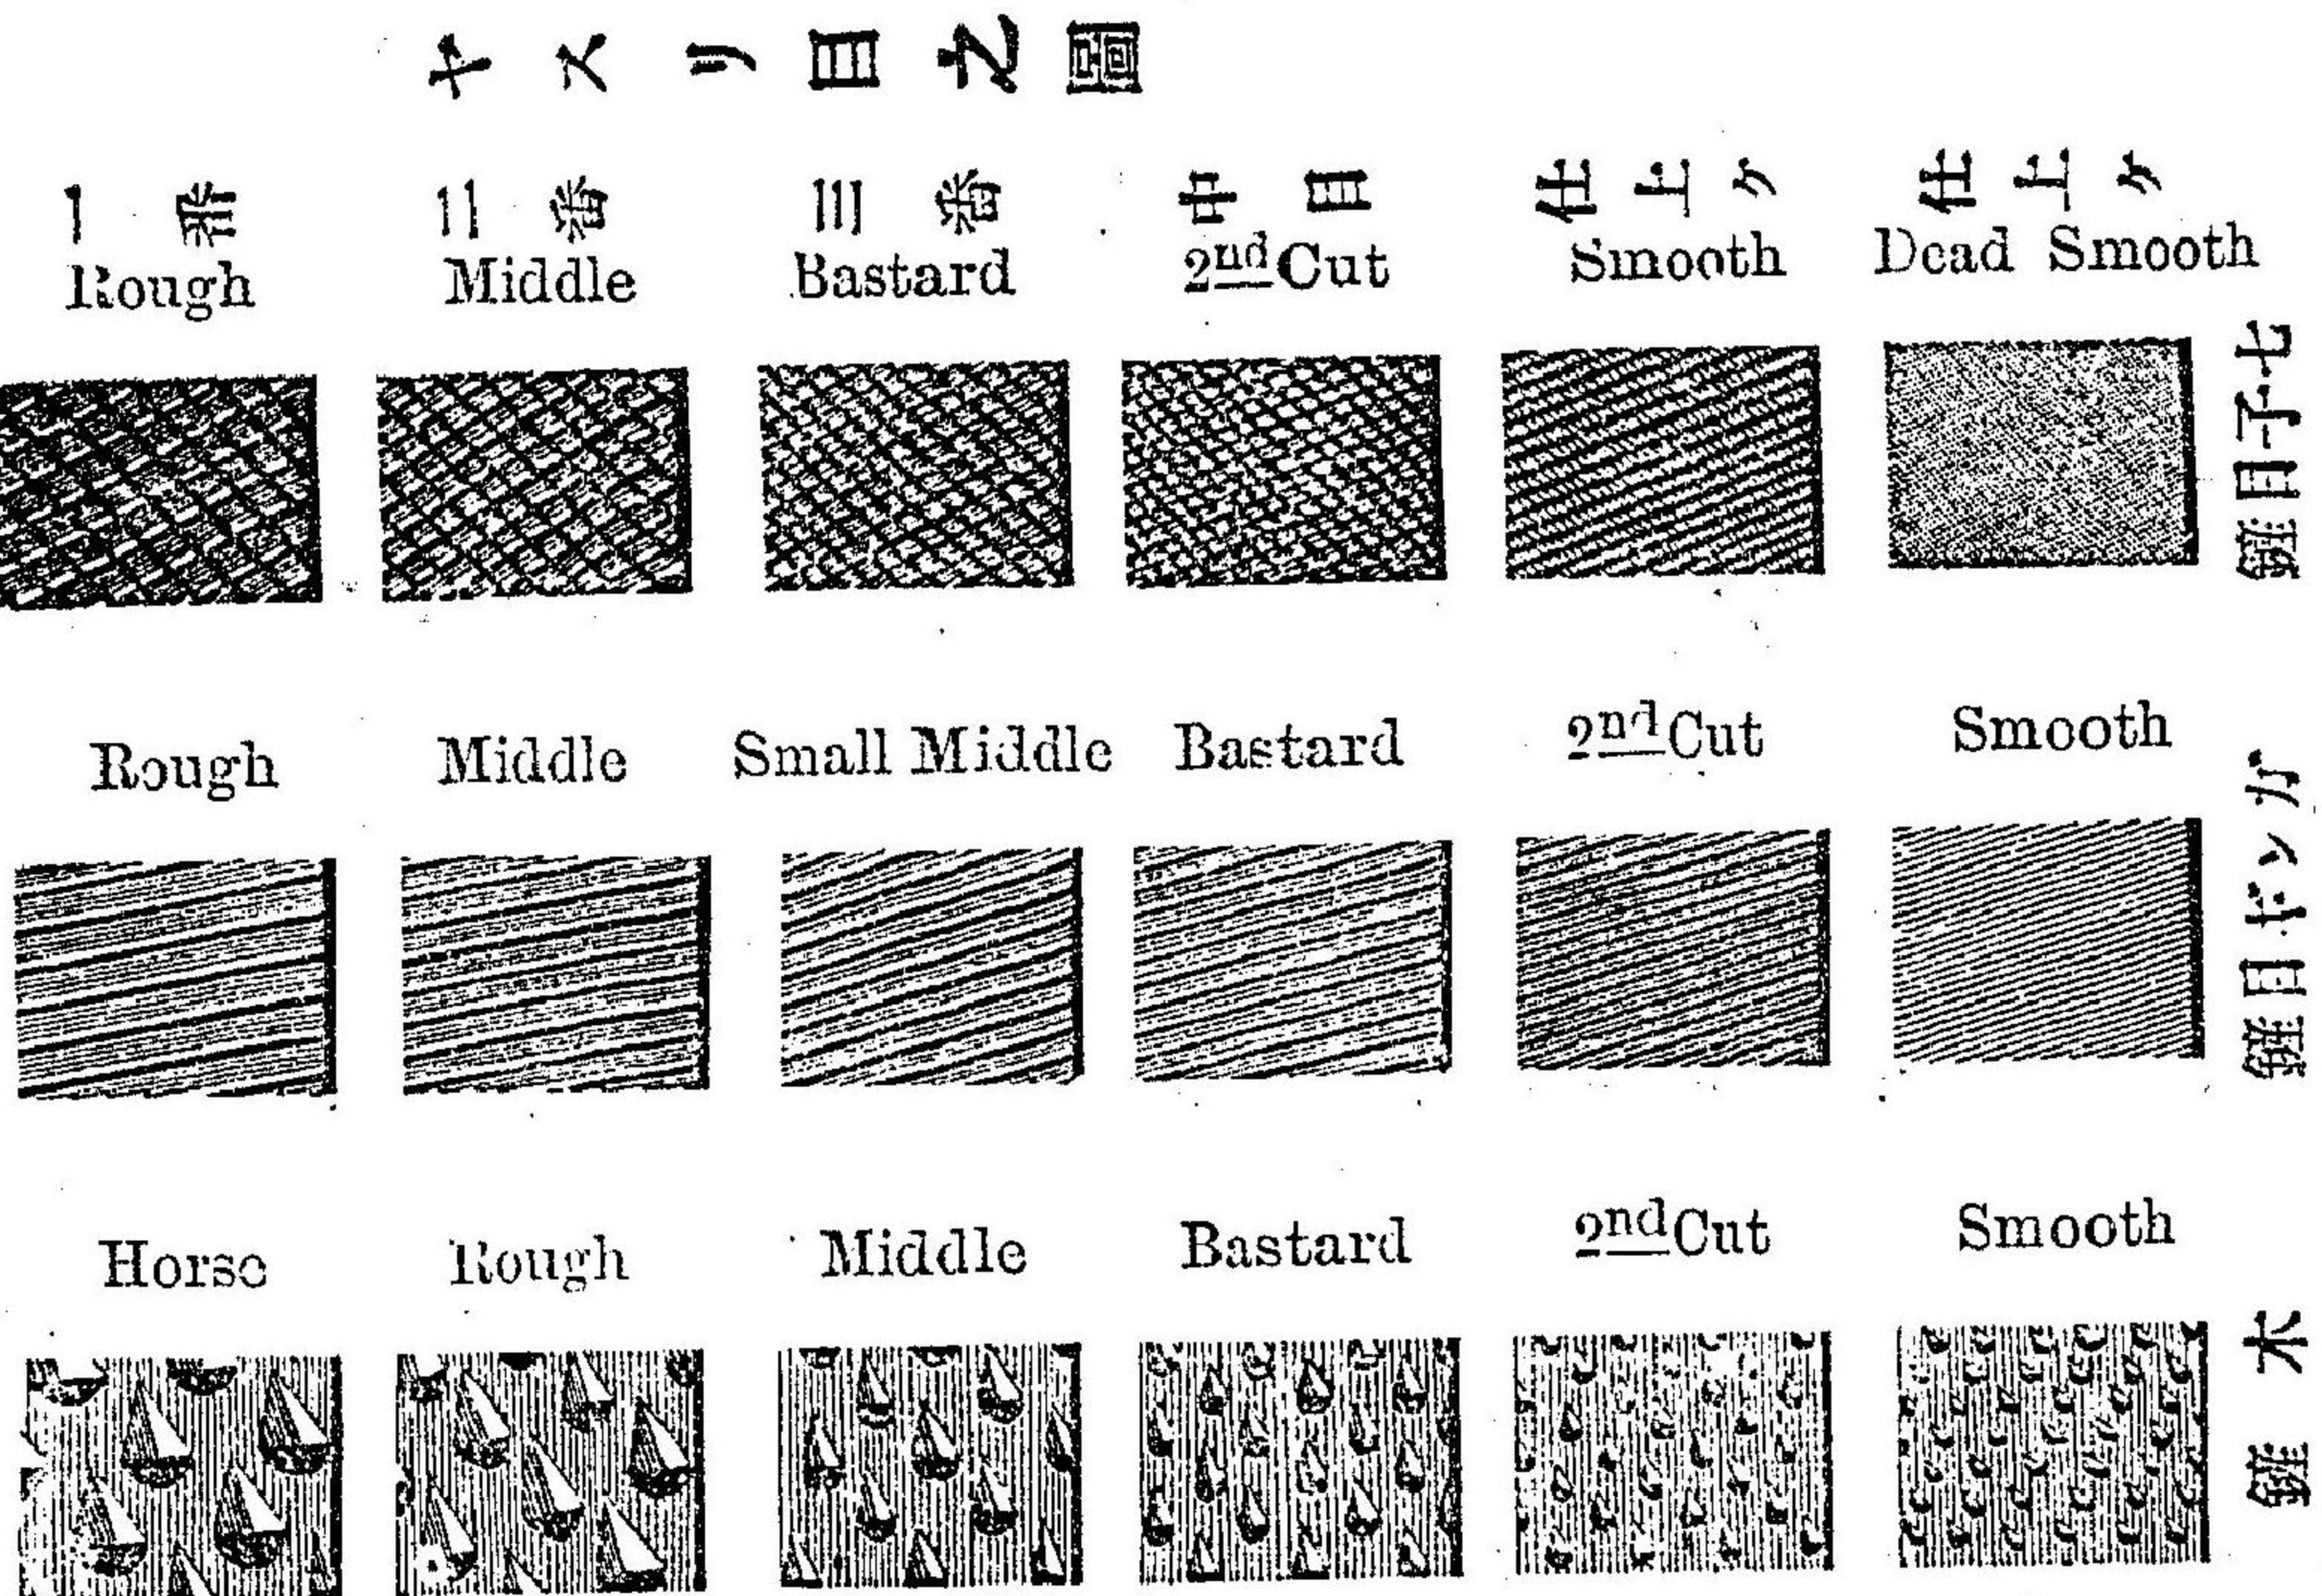 ヤスリ目之圖
一番 二番 三番 中目 仕上ケ 仕上ケ
Rough Middle Bastard 2nd Cut Smooth Dead Smooth
七子目鑢
Rough Middle Small Middle Bastard 2nd Cut Smooth
ガンギ目鑢
Horse Rough Middle Bastard 2nd Cut Smooth
木鑢